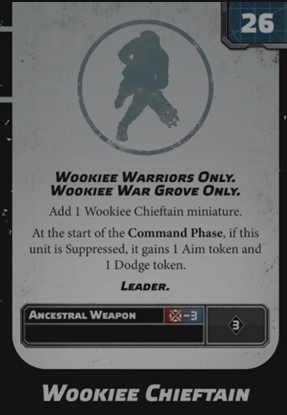 26
Wookiee Warriors Only.
Wookiee War Grove Only.
Add 1 Wookiee Chieftain miniature.
At the start of the Command Phase, if this
unit is Suppressed, it gains 1 Aim token and
1 Dodge token.
Leader.
Ancestral Weapon -3 3
Wookiee Chieftain